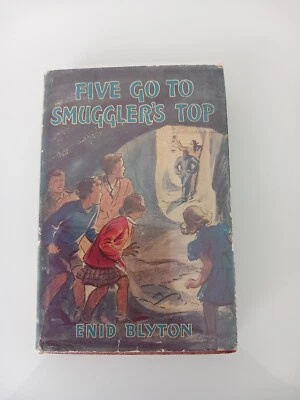 FIVE GO TO
SMUGGLER'S TOP
ENID BLYTON